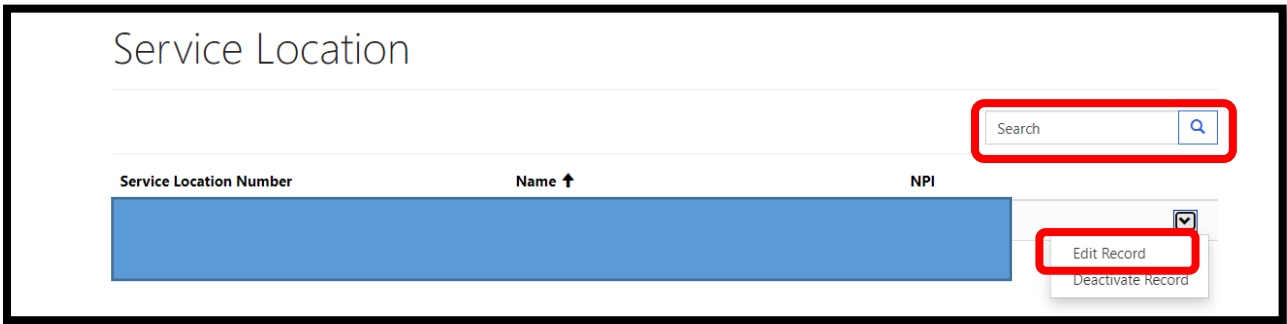 Service Location
Search
Service Location Number Name NPI
Edit Record
Deactivate Record